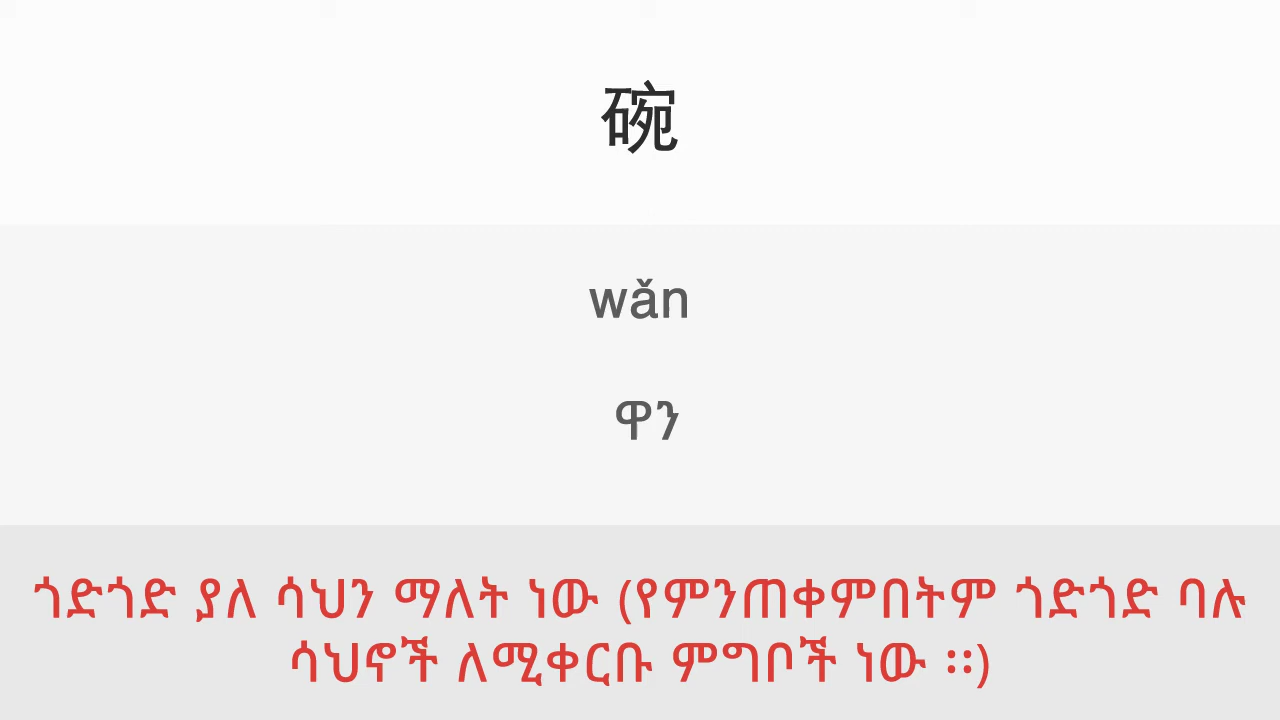 碗
wǎn
ዋን
ጎድጎድ ያለ ሳህን ማለት ነው (የምንጠቀምበትም ጎድጎድ ባሉ
ሳህኖች ለሚቀርቡ ምግቦች ነው ፡፡)